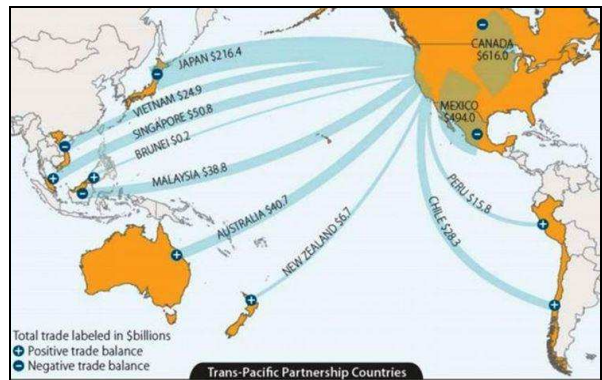 CANADA
$616.0
JAPAN $216.4
MEXICO
$494.0
VIETNAM $24.9
SINGAPORE $50.8
BRUNEI $0.2
MALAYSIA $38.8
AUSTRALIA $40.7
NEW ZEALAND $6.7
PERU $15.8
CHILE $28.3
Total trade labeled in $billions
+ Positive trade balance
− Negative trade balance
Trans-Pacific Partnership Countries